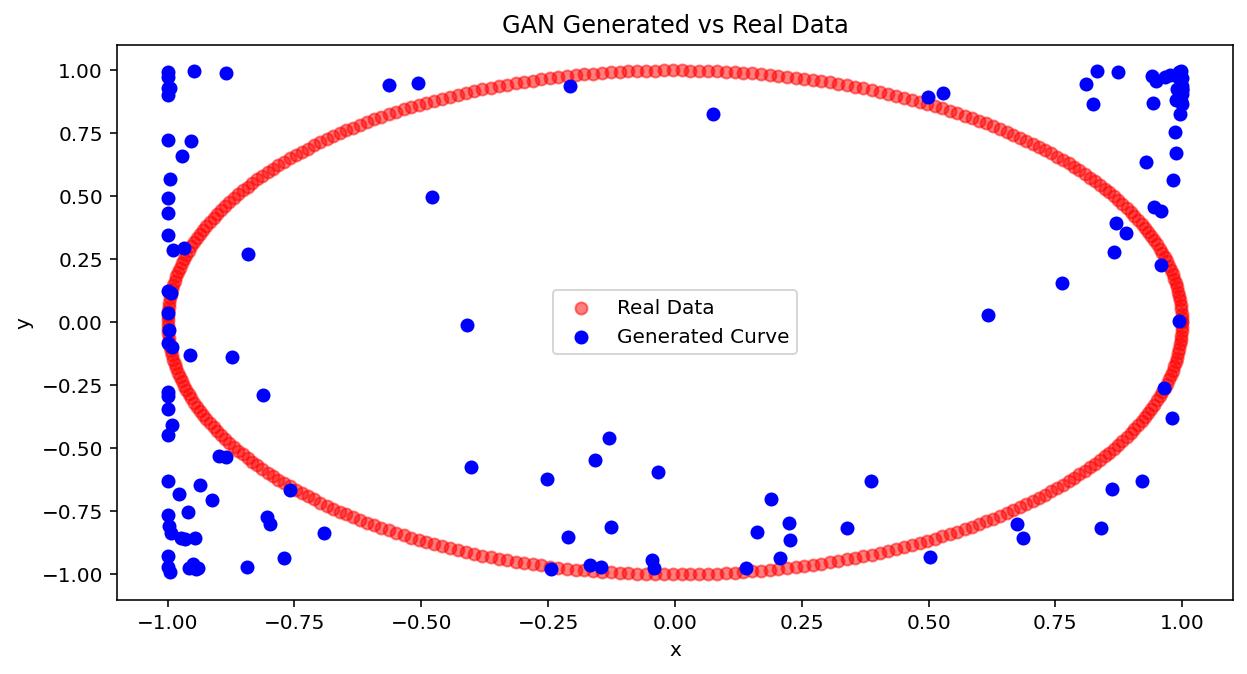 GAN Generated vs Real Data
1.00
0.75
0.50
0.25
0.00
−0.25
−0.50
−0.75
−1.00
y
Real Data
Generated Curve
−1.00 −0.75 −0.50 −0.25 0.00 0.25 0.50 0.75 1.00
x